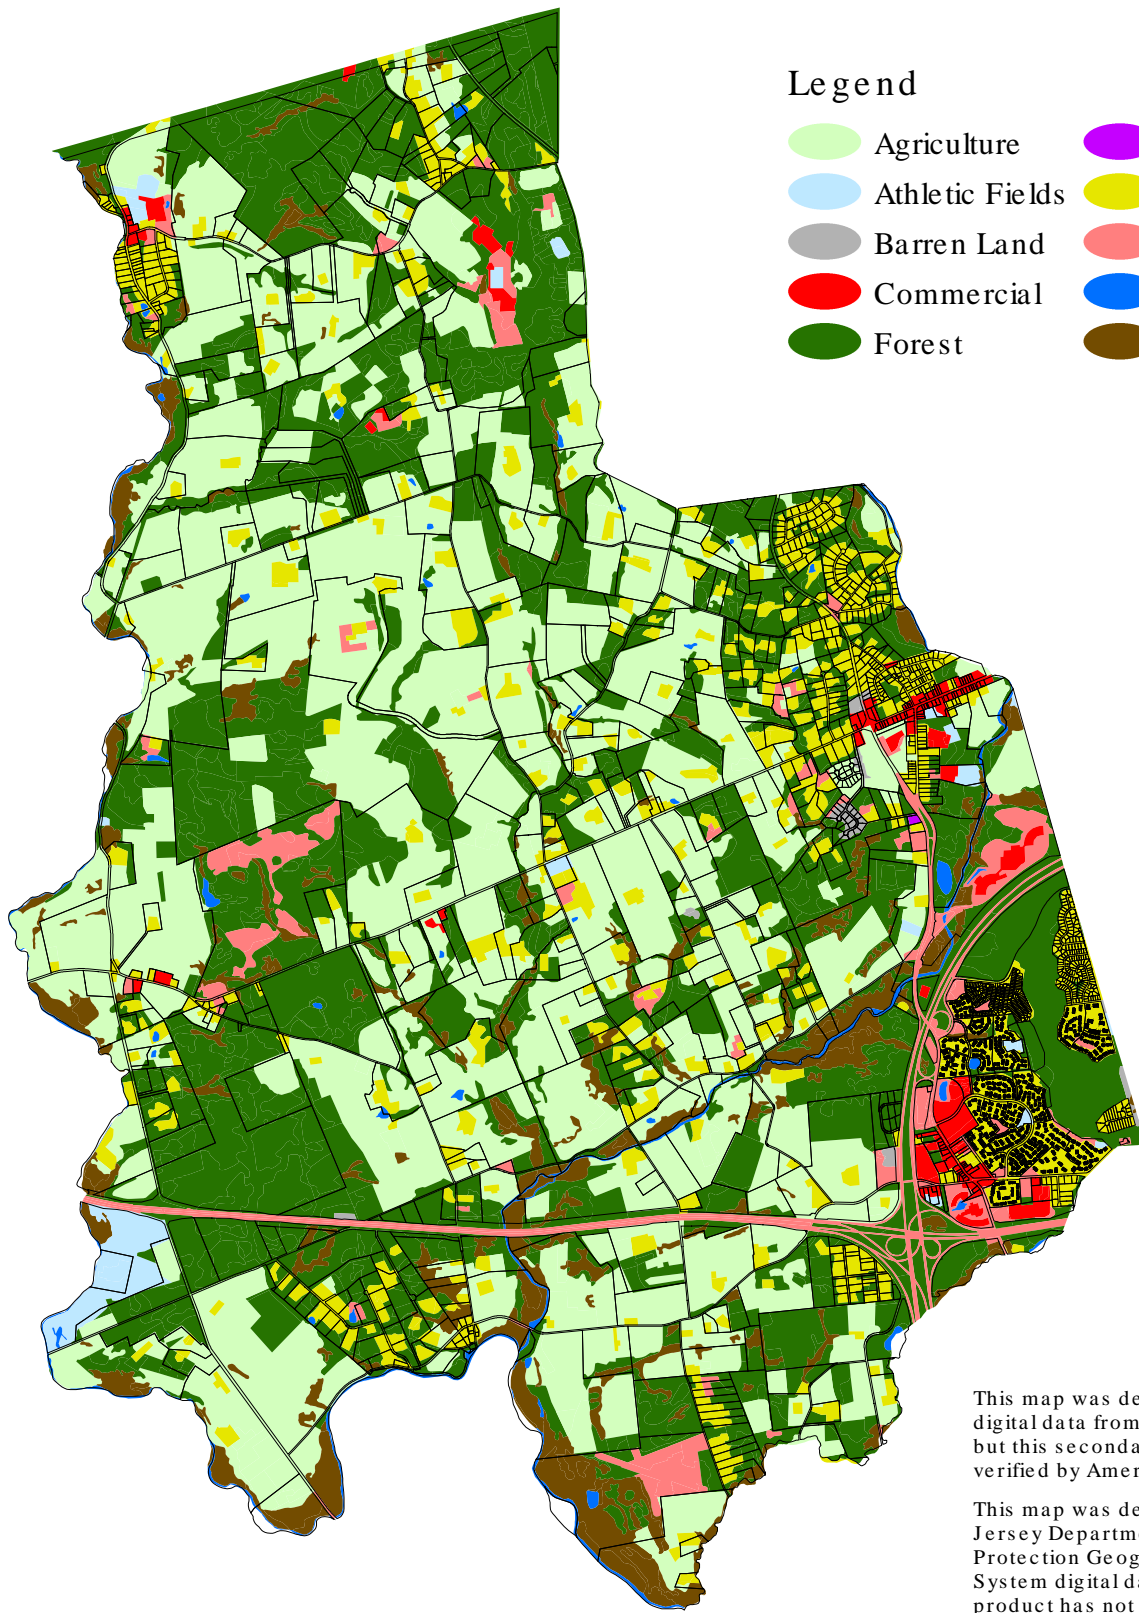 Legend
Agriculture
Athletic Fields
Barren Land
Commercial
Forest
This map was de
digital data from
but this seconda
verified by Amer
This map was de
Jersey Departm
Protection Geog
System digital da
product has not